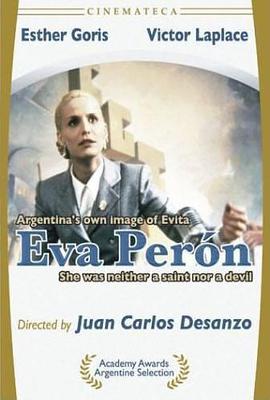 CINEMATECA
Esther Goris Victor Laplace
Argentina's own image of Evita
Eva Perón
She was neither a saint nor a devil
Directed by Juan Carlos Desanzo
Academy Awards
Argentine Selection